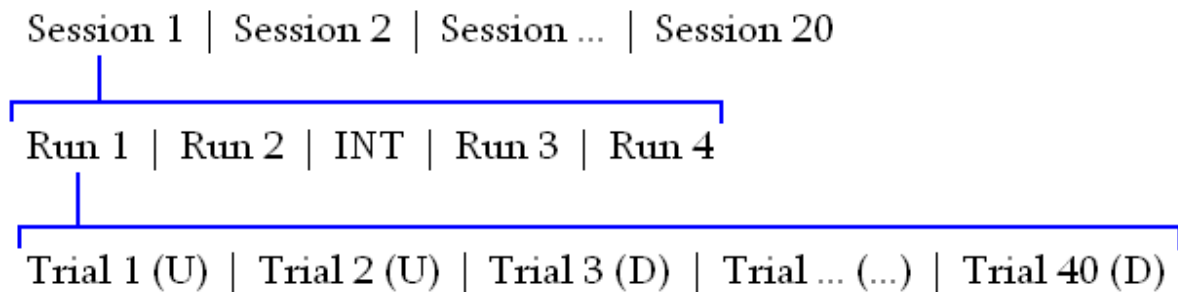 Session 1 | Session 2 | Session ... | Session 20
Run 1 | Run 2 | INT | Run 3 | Run 4
Trial 1 (U) | Trial 2 (U) | Trial 3 (D) | Trial ... (...) | Trial 40 (D)